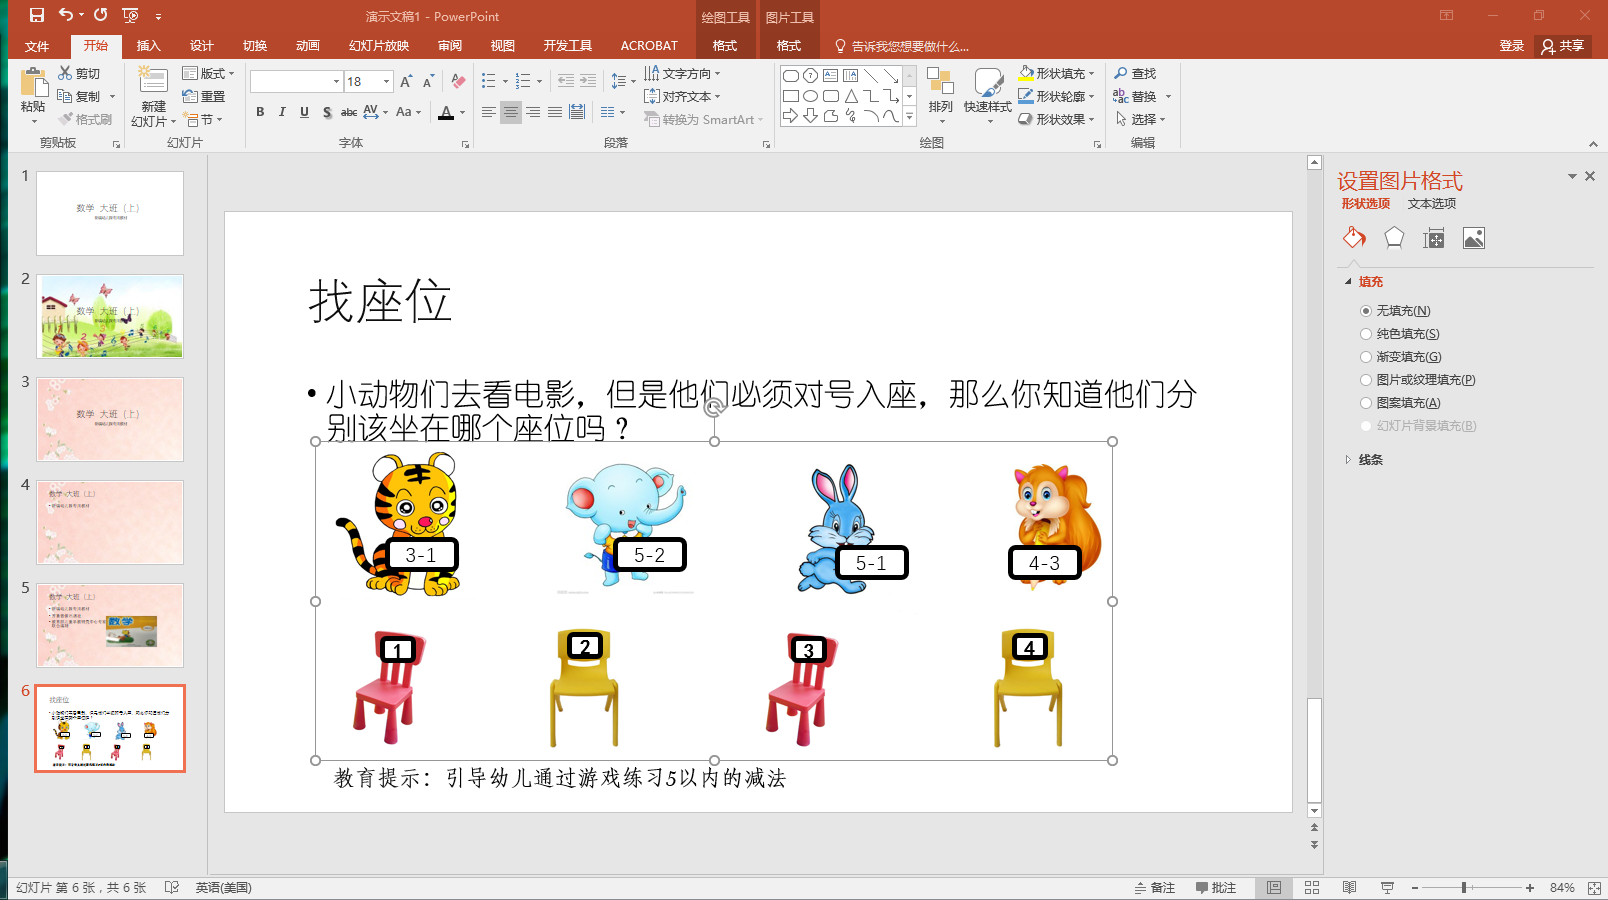 演示文稿1 - PowerPoint
绘图工具
图片工具
文件
开始
插入
设计
切换
动画
幻灯片放映
审阅
视图
开发工具
ACROBAT
格式
格式
告诉我您想要做什么...
登录
共享
粘贴
剪切
复制
格式刷
剪贴板
新建
幻灯片
版式
重置
节
幻灯片
18
B I U S abc AV Aa A
字体
文字方向
对齐文本
转换为 SmartArt
段落
排列
快速样式
形状填充
形状轮廓
形状效果
绘图
查找
替换
选择
编辑
1
数学 大班（上）
2
数学 大班（上）
3
数学 大班（上）
4
数学 大班（上）
5
数学 大班（上）
数学
6
找座位
找座位
• 小动物们去看电影，但是他们必须对号入座，那么你知道他们分
别该坐在哪个座位吗？
3-1
5-2
5-1
4-3
1
2
3
4
教育提示：引导幼儿通过游戏练习5以内的减法
设置图片格式
形状选项
文本选项
填充
无填充(N)
纯色填充(S)
渐变填充(G)
图片或纹理填充(P)
图案填充(A)
幻灯片背景填充(B)
线条
幻灯片 第 6 张，共 6 张
英语(美国)
备注
批注
84%